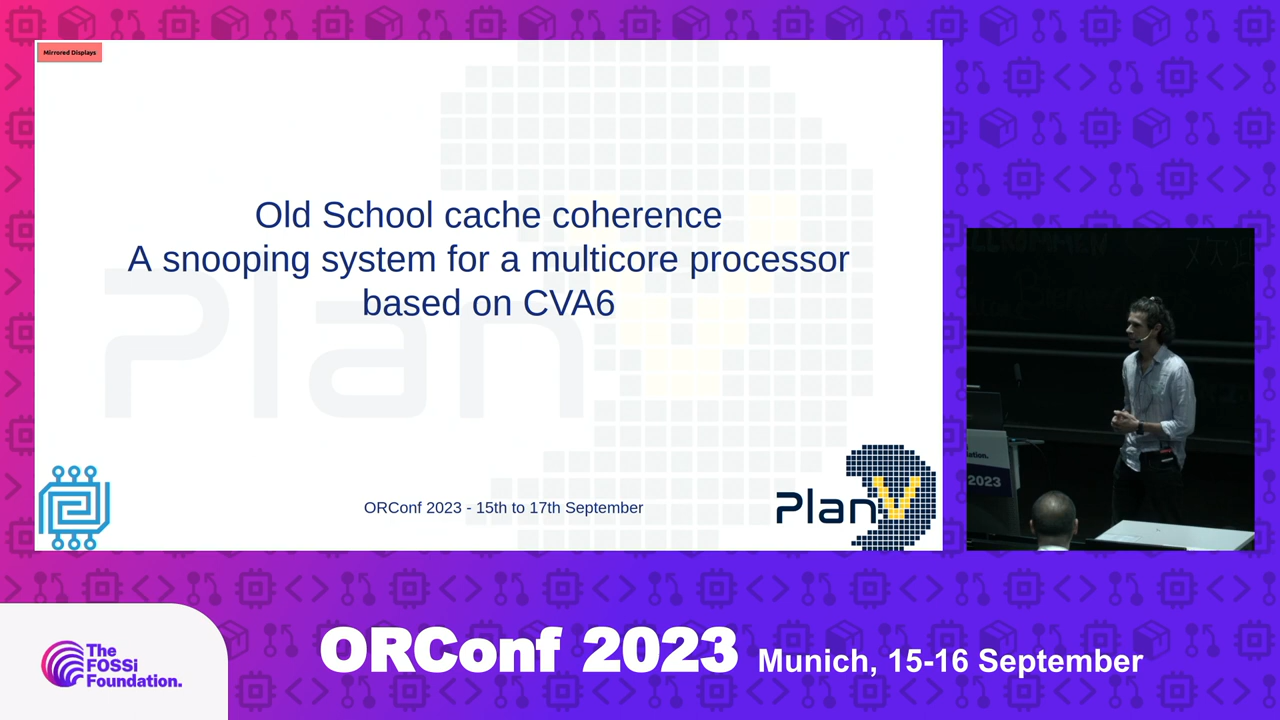 Mirrored Displays
Old School cache coherence
A snooping system for a multicore processor
based on CVA6
ORConf 2023 - 15th to 17th September
PlanV
2023
The
FOSSi
Foundation.
ORConf 2023 Munich, 15-16 September